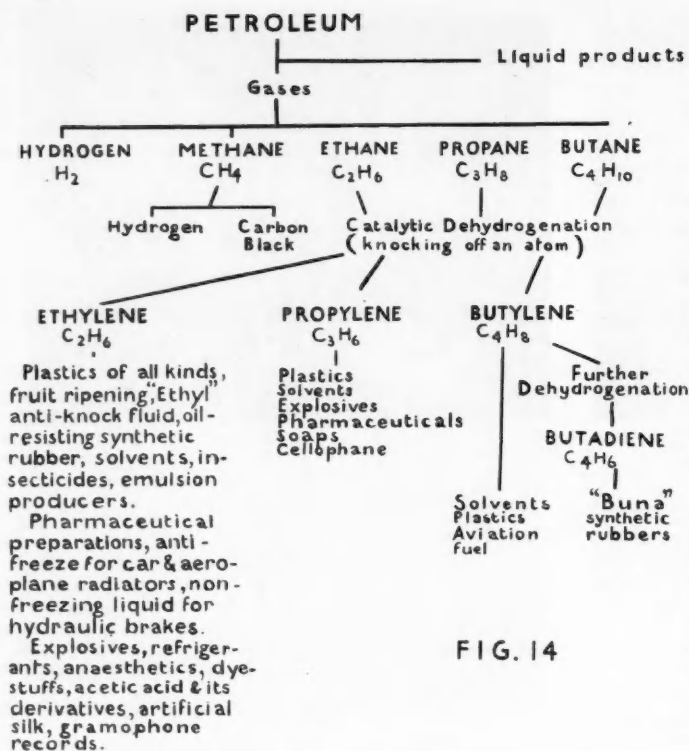 PETROLEUM
Liquid products
Gases
HYDROGEN
H2
METHANE
CH4
ETHANE
C2H6
PROPANE
C3H8
BUTANE
C4H10
Hydrogen
Carbon
Black
Catalytic Dehydrogenation
(knocking off an atom)
ETHYLENE
C2H6
Plastics of all kinds,
fruit ripening,"Ethyl"
anti-knock fluid, oil-
resisting synthetic
rubber, solvents, in-
secticides, emulsion
producers.
Pharmaceutical
preparations, anti-
freeze for car & aero-
plane radiators, non-
freezing liquid for
hydraulic brakes.
Explosives, refriger-
ants, anaesthetics, dye-
stuffs, acetic acid & its
derivatives, artificial
silk, gramophone
records.
PROPYLENE
C3H6
Plastics
Solvents
Explosives
Pharmaceuticals
Soaps
Cellophane
BUTYLENE
C4H8
Solvents
Plastics
Aviation
fuel
Further
Dehydrogenation
BUTADIENE
C4H6
"Buna"
synthetic
rubbers
FIG. 14